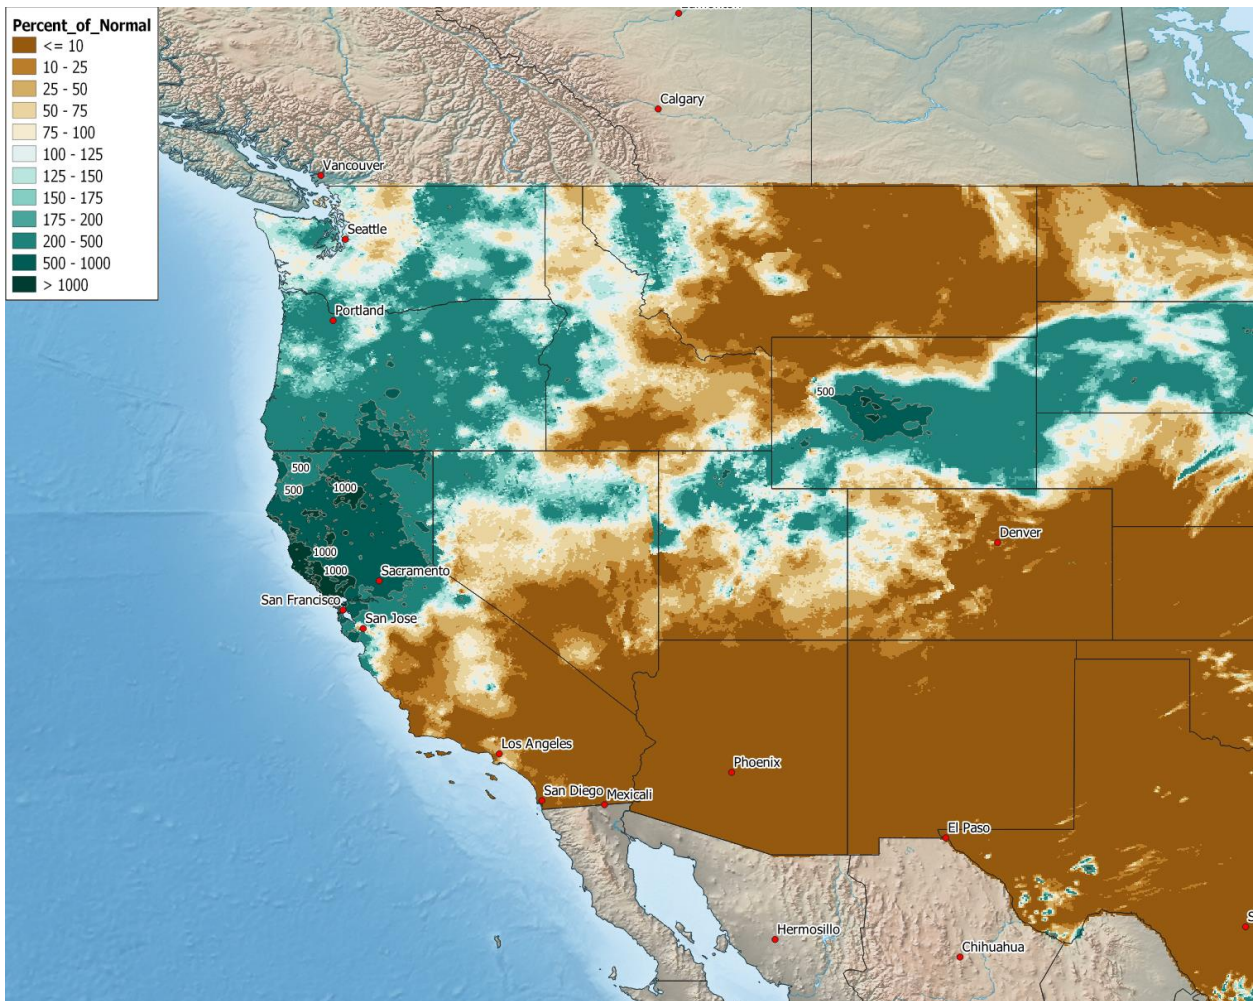 Percent_of_Normal
<= 10
10 - 25
25 - 50
50 - 75
75 - 100
100 - 125
125 - 150
150 - 175
175 - 200
200 - 500
500 - 1000
> 1000
Calgary
Vancouver
Seattle
Portland
500
500
500
1000
1000
1000
Sacramento
San Francisco
San Jose
Denver
Los Angeles
Phoenix
San Diego
Mexicali
El Paso
Hermosillo
Chihuahua